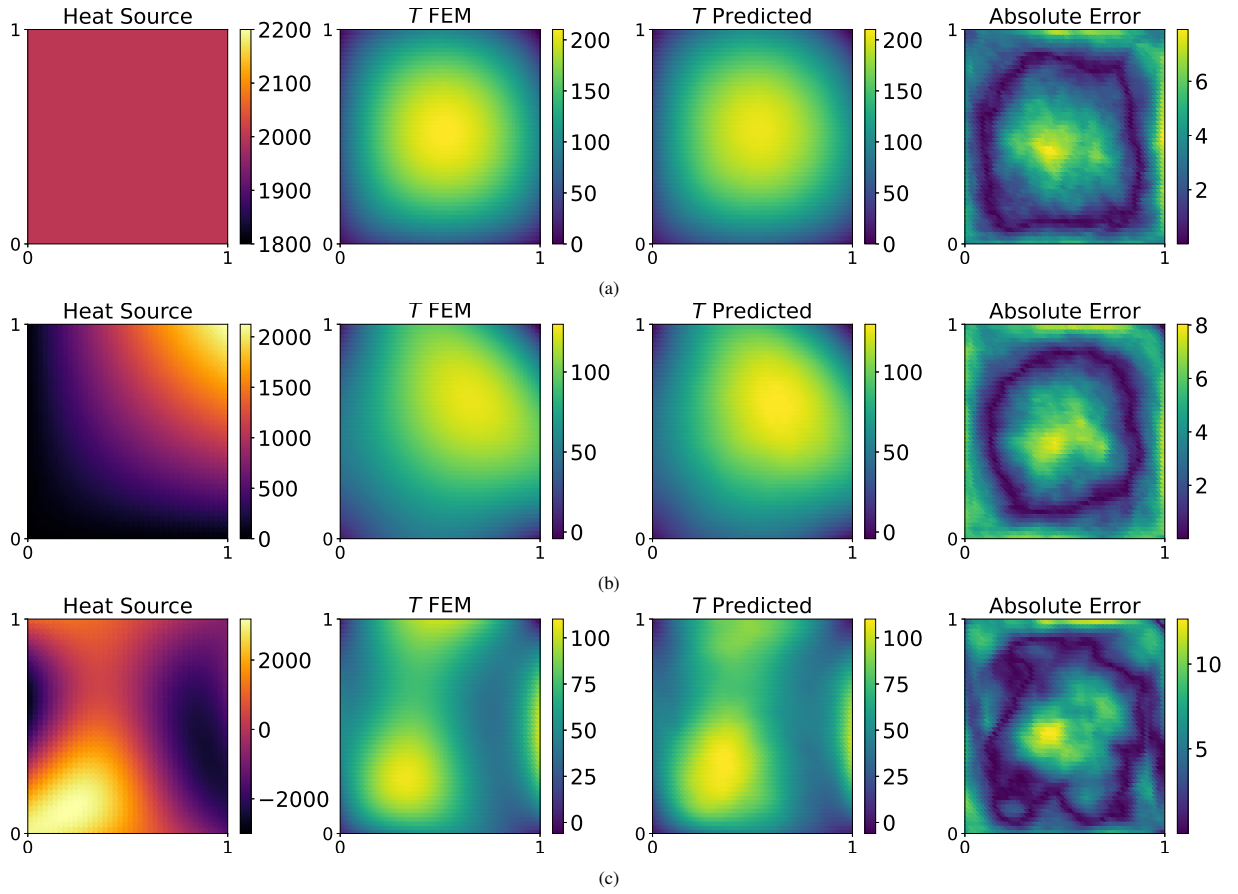 Heat Source T FEM T Predicted Absolute Error
1 2200 1 200 1 200 1
2100 150 150 6
2000 100 100 4
1900 50 50 2
0 1800 0 0 0 0 0
0 1 0 1 0 1 0 1
(a)
Heat Source T FEM T Predicted Absolute Error
1 2000 1 100 1 100 1 8
1500 50 50 6
1000 4
500 2
0 0 0 0 0 0 0
0 1 0 1 0 1 0 1
(b)
Heat Source T FEM T Predicted Absolute Error
1 2000 1 100 1 100 1 10
0 75 75 5
−2000 50 50
25 25
0 0 0 0 0 0
0 1 0 1 0 1 0 1
(c)